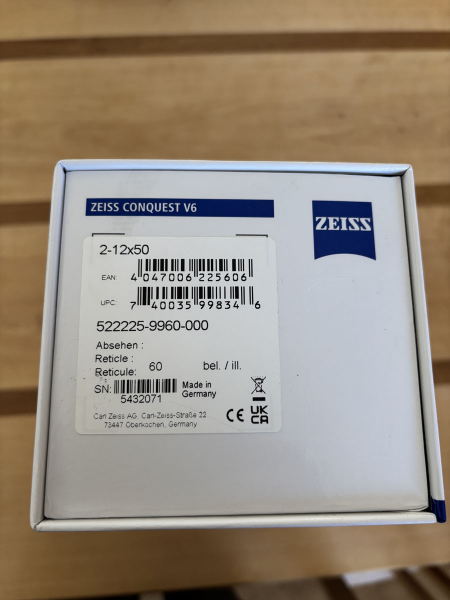 ZEISS CONQUEST V6
ZEISS
2-12x50
EAN: 4 047006 225606
UPC: 7 40035 99834 6
522225-9960-000
Absehen :
Reticle :
Reticule: 60 bel. / ill.
SN: 5432071
Made in
Germany
CE UK
CA
Carl Zeiss AG, Carl-Zeiss-Straße 22
73447 Oberkochen, Germany